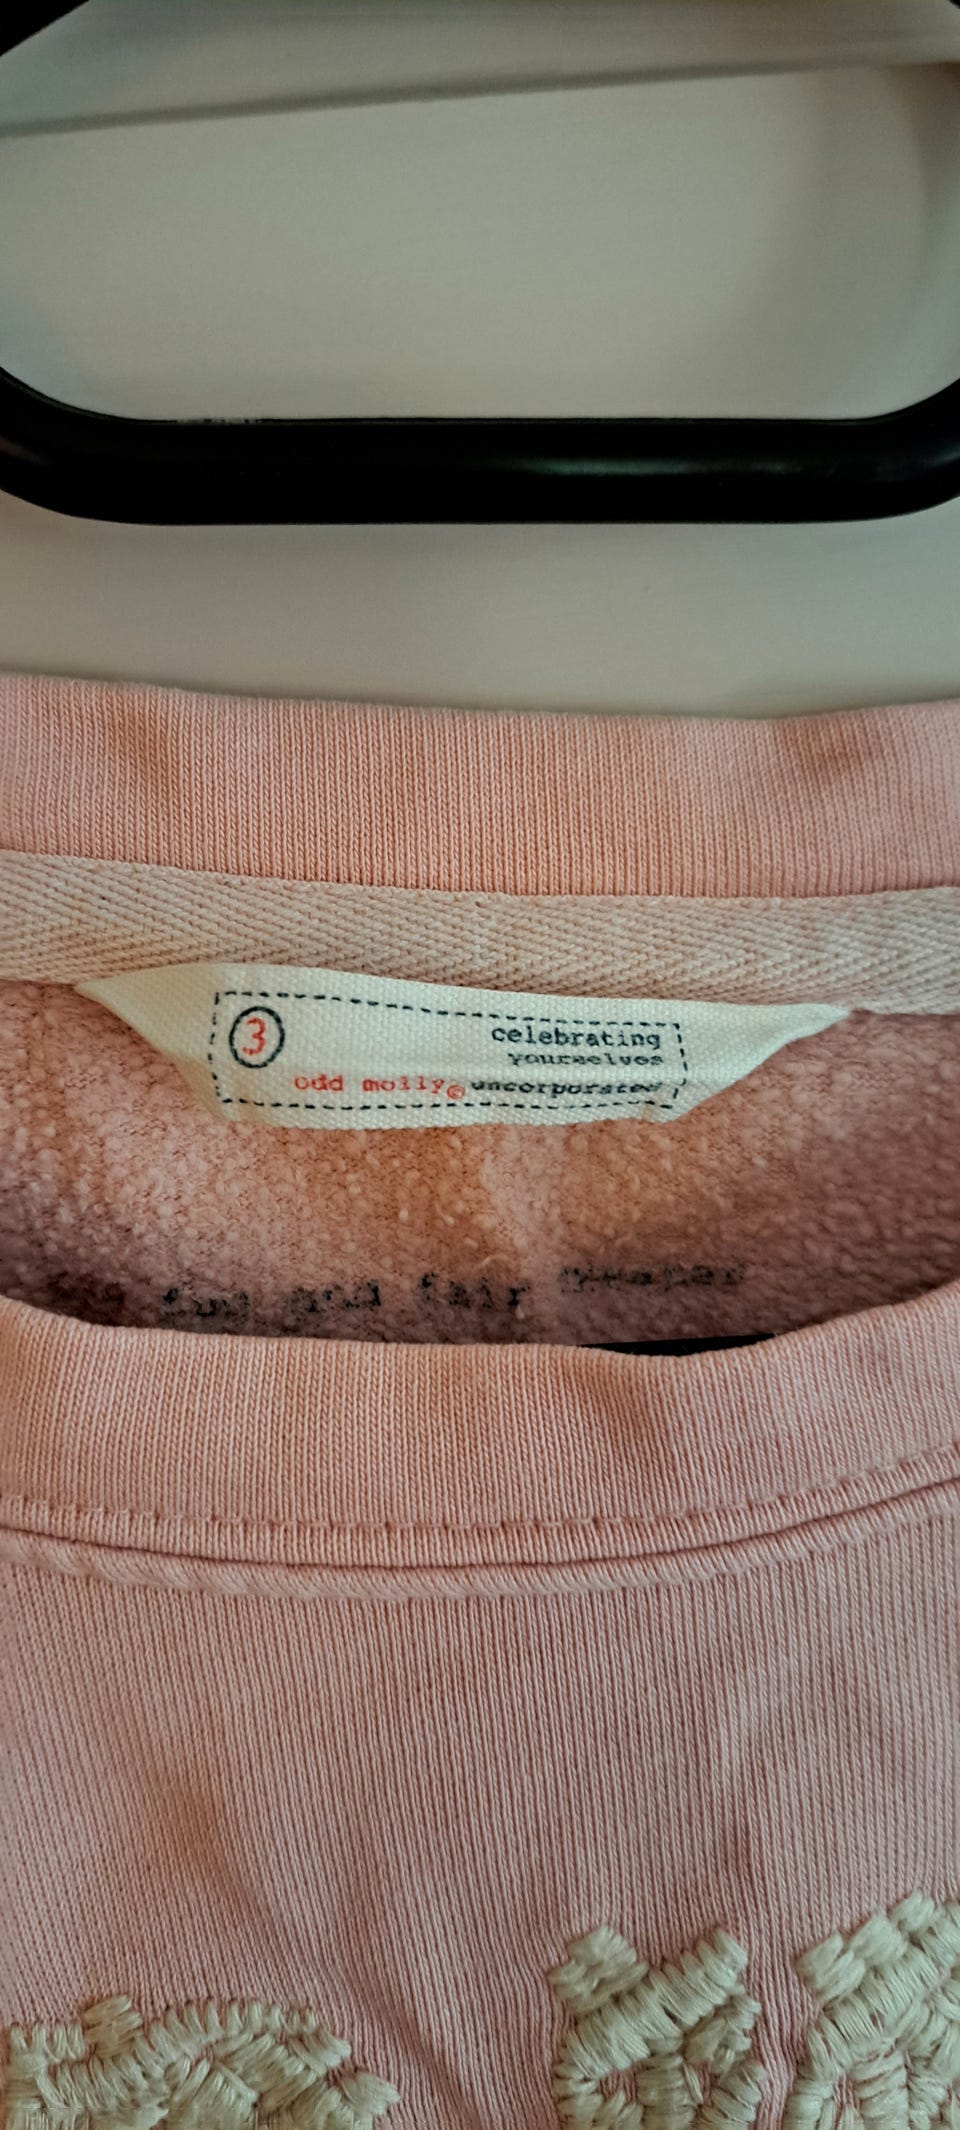 3
celebrating
yourselves
odd molly© uncorporated
fun and fair